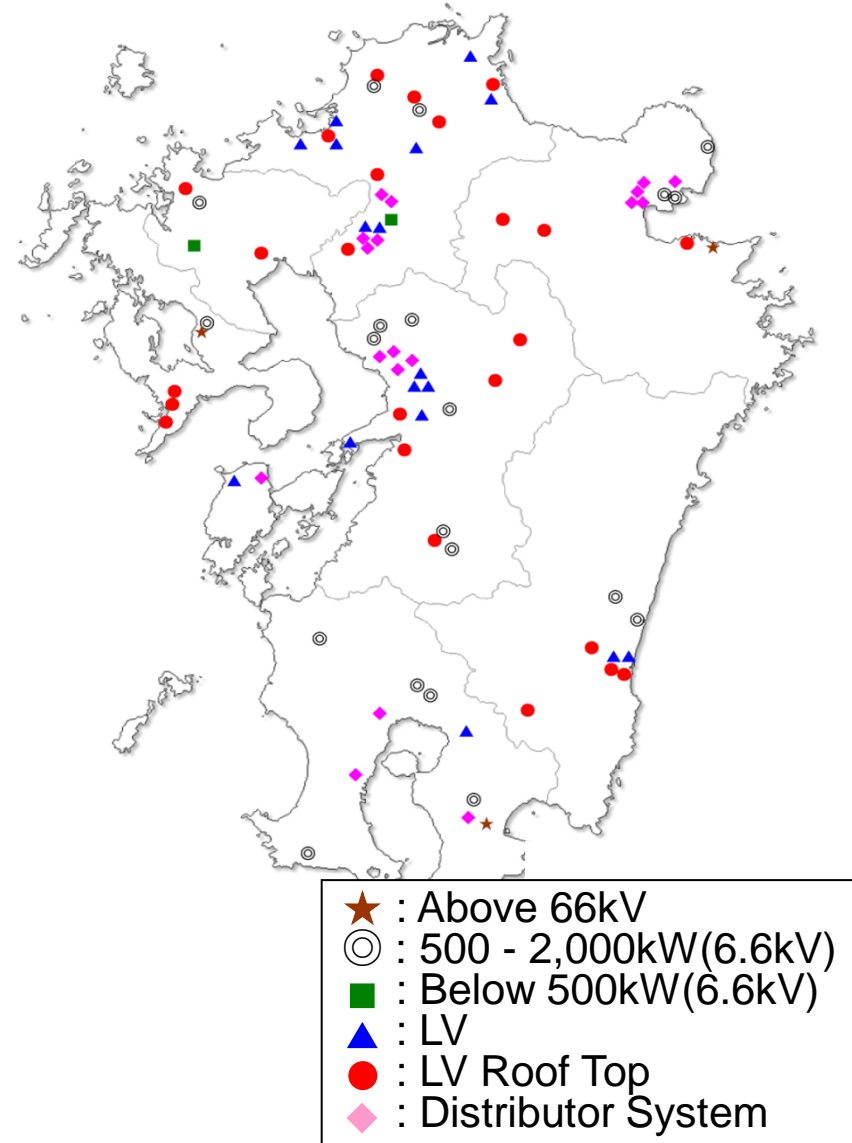 : Above 66kV
: 500 - 2,000kW(6.6kV)
: Below 500kW(6.6kV)
: LV
: LV Roof Top
: Distributor System